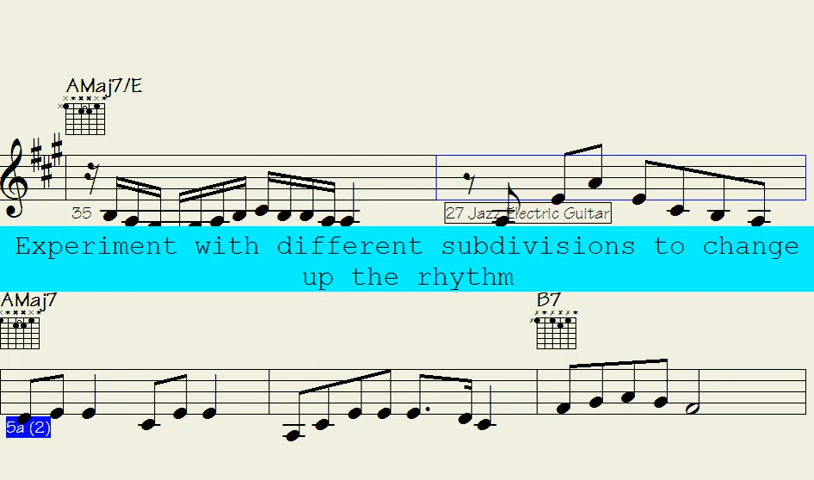 AMaj7/E
35
27 Jazz Electric Guitar
Experiment with different subdivisions to change
up the rhythm
AMaj7
B7
5a (2)